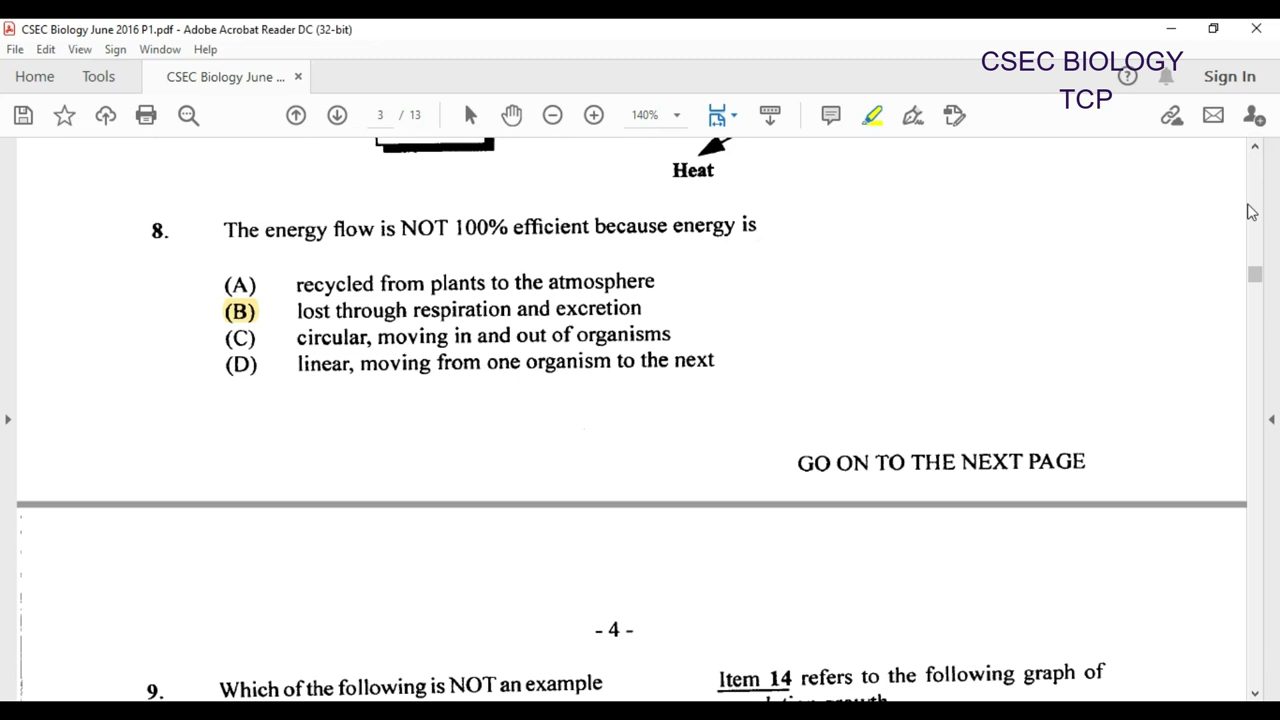 CSEC Biology June 2016 P1.pdf - Adobe Acrobat Reader DC (32-bit)
File Edit View Sign Window Help
CSEC BIOLOGY
TCP
Home Tools CSEC Biology June ... × Sign In
3 / 13 140%
Heat
8. The energy flow is NOT 100% efficient because energy is
(A) recycled from plants to the atmosphere
(B) lost through respiration and excretion
(C) circular, moving in and out of organisms
(D) linear, moving from one organism to the next
GO ON TO THE NEXT PAGE
- 4 -
9. Which of the following is NOT an example
Item 14 refers to the following graph of